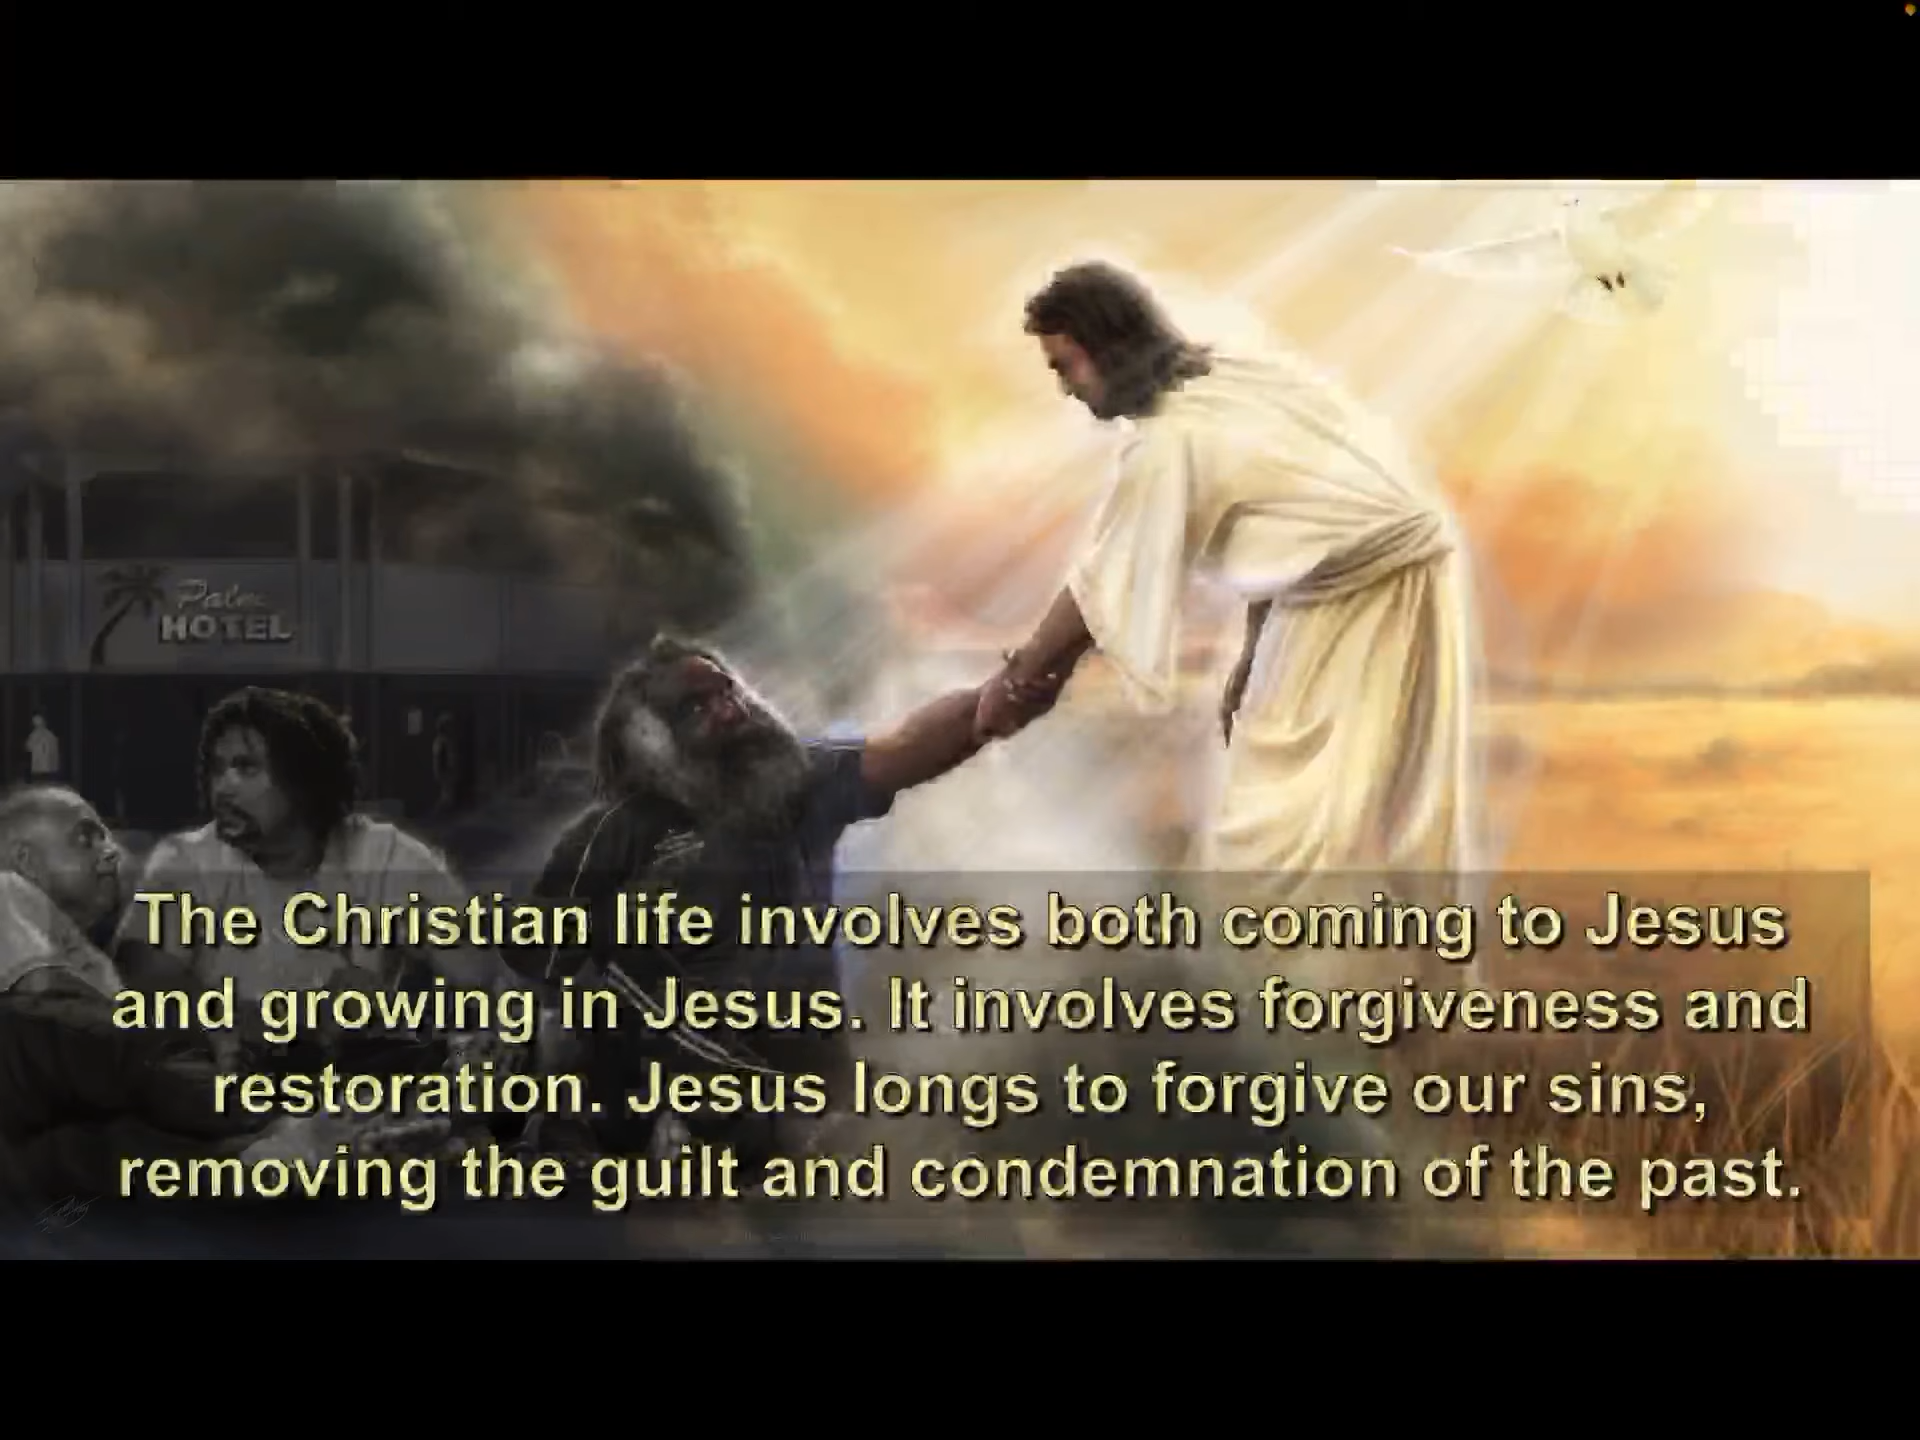 Palm
HOTEL
The Christian life involves both coming to Jesus
and growing in Jesus. It involves forgiveness and
restoration. Jesus longs to forgive our sins,
removing the guilt and condemnation of the past.